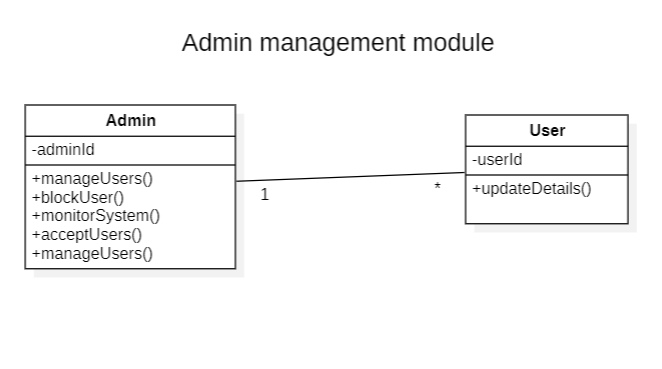 Admin management module
Admin
-adminId
+manageUsers()
+blockUser()
+monitorSystem()
+acceptUsers()
+manageUsers()
1
*
User
-userId
+updateDetails()